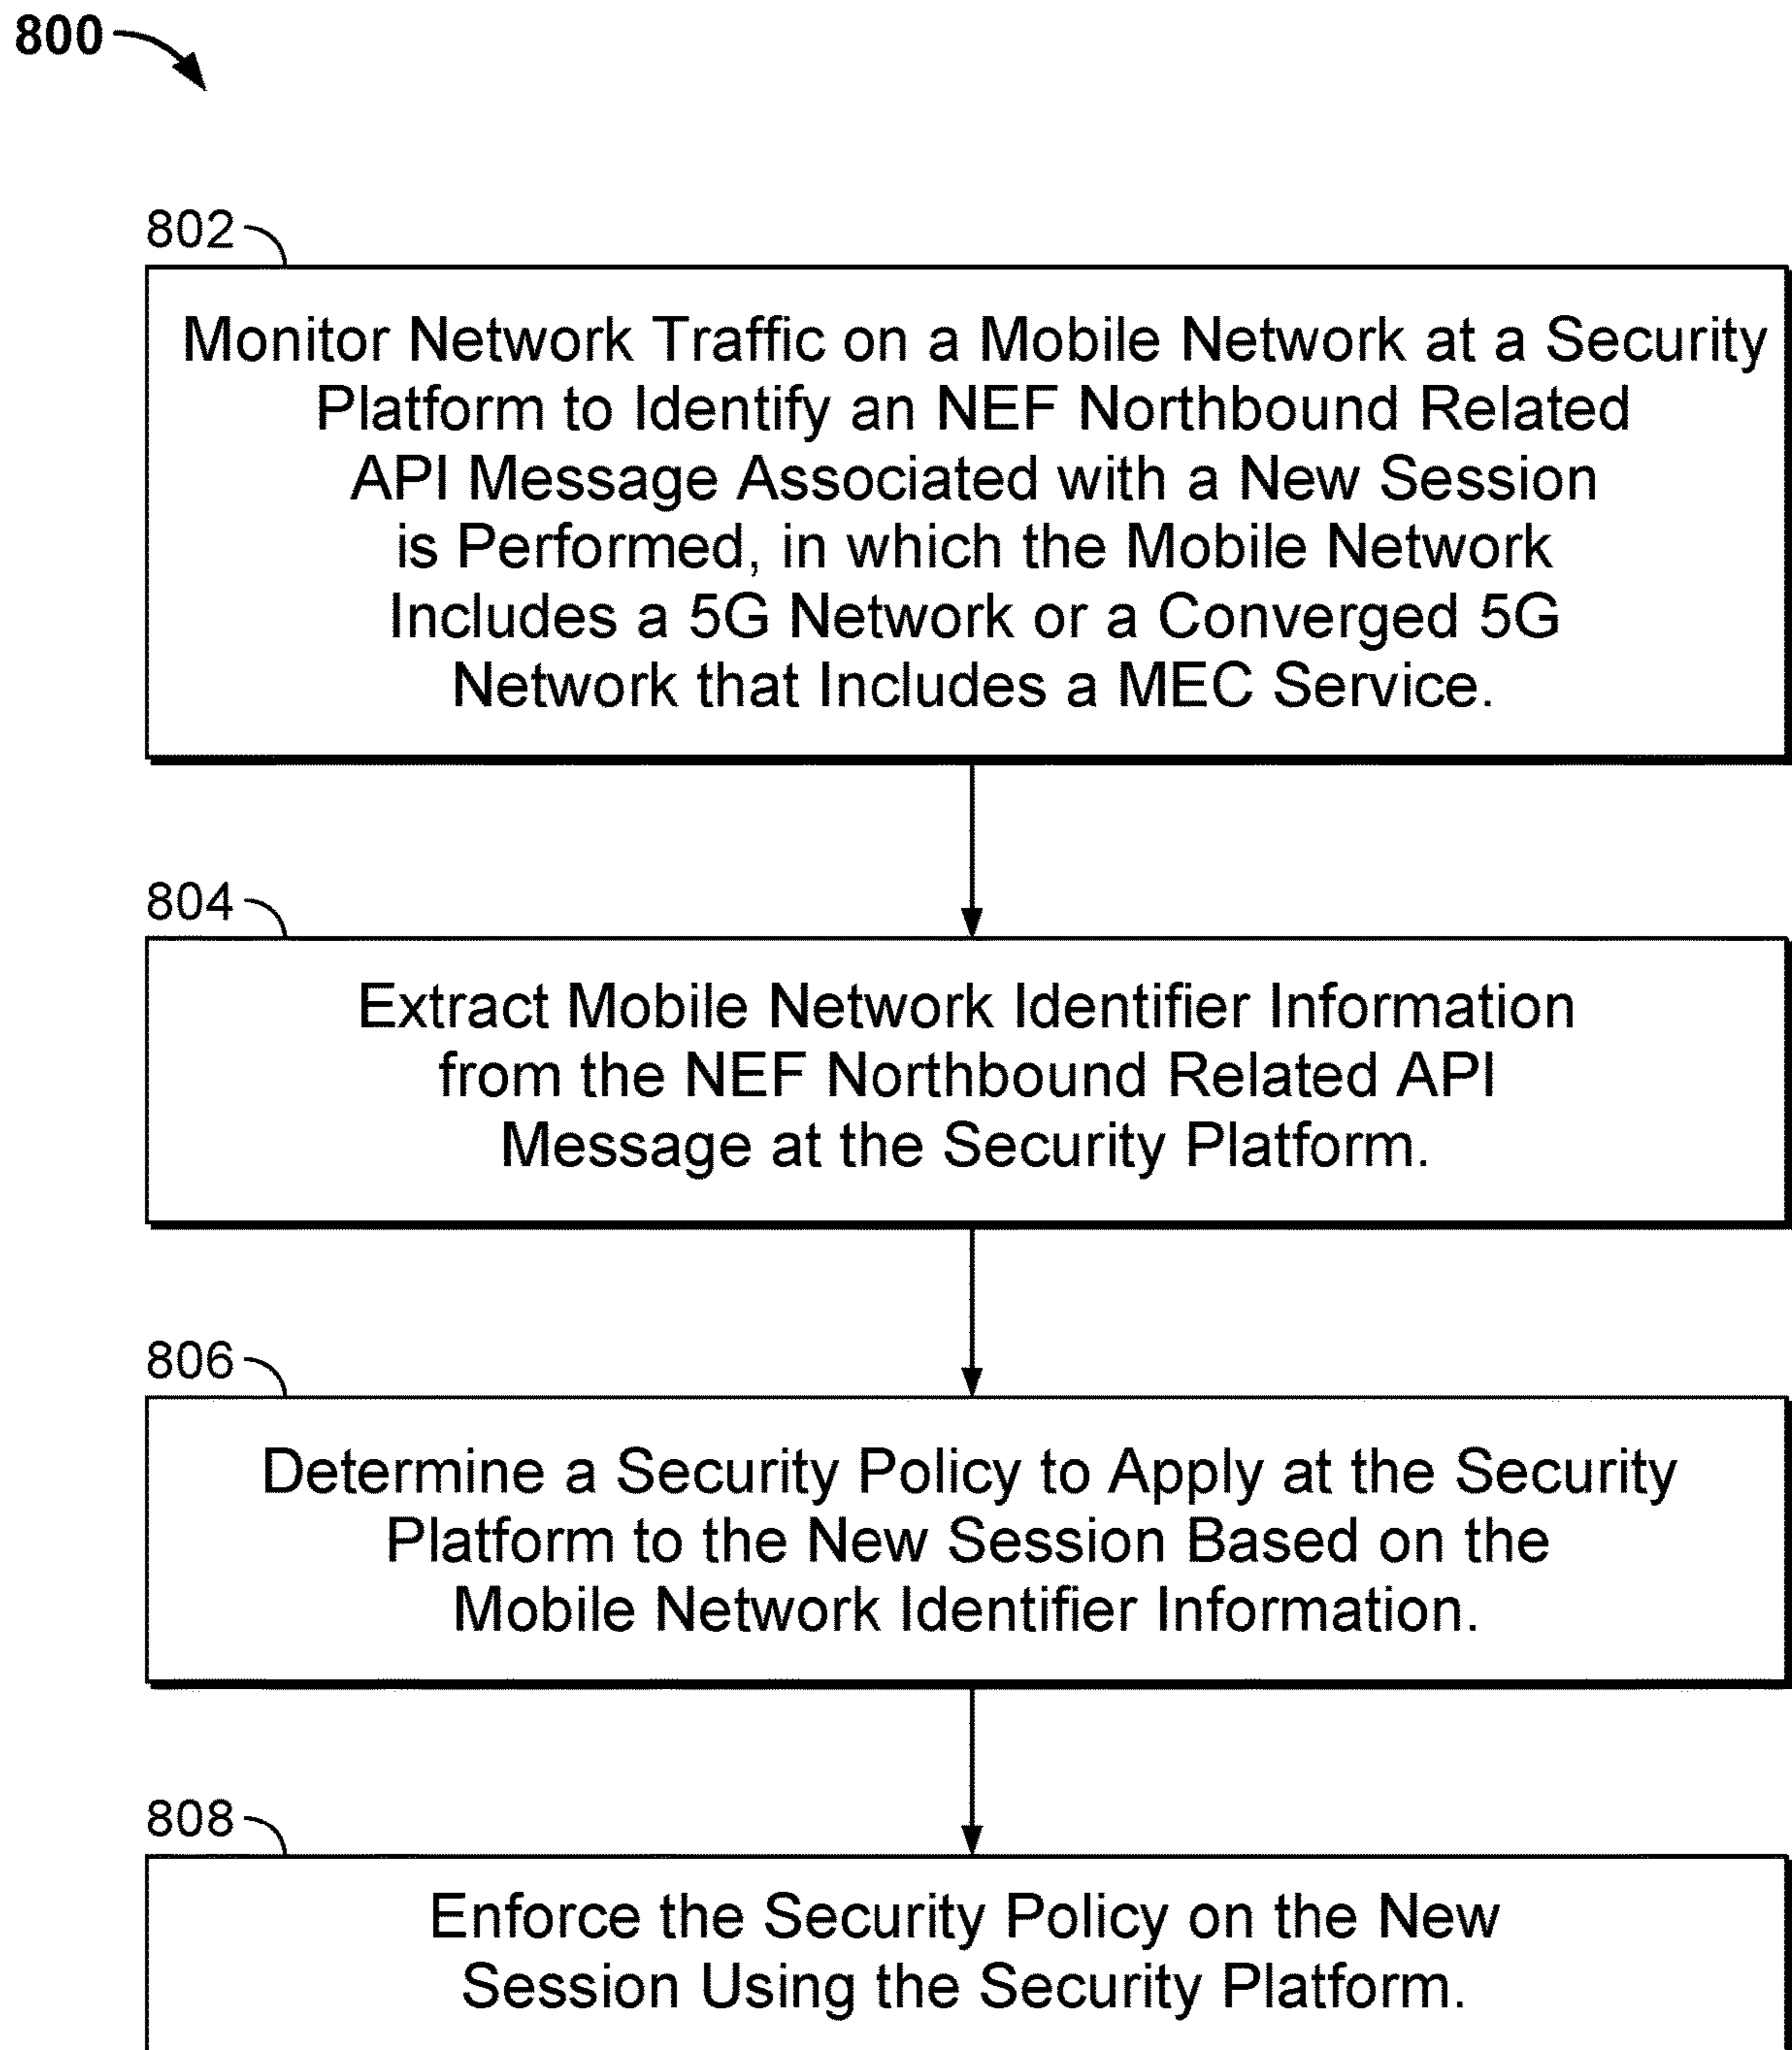 800
802
Monitor Network Traffic on a Mobile Network at a Security
Platform to Identify an NEF Northbound Related
API Message Associated with a New Session
is Performed, in which the Mobile Network
Includes a 5G Network or a Converged 5G
Network that Includes a MEC Service.
804
Extract Mobile Network Identifier Information
from the NEF Northbound Related API
Message at the Security Platform.
806
Determine a Security Policy to Apply at the Security
Platform to the New Session Based on the
Mobile Network Identifier Information.
808
Enforce the Security Policy on the New
Session Using the Security Platform.